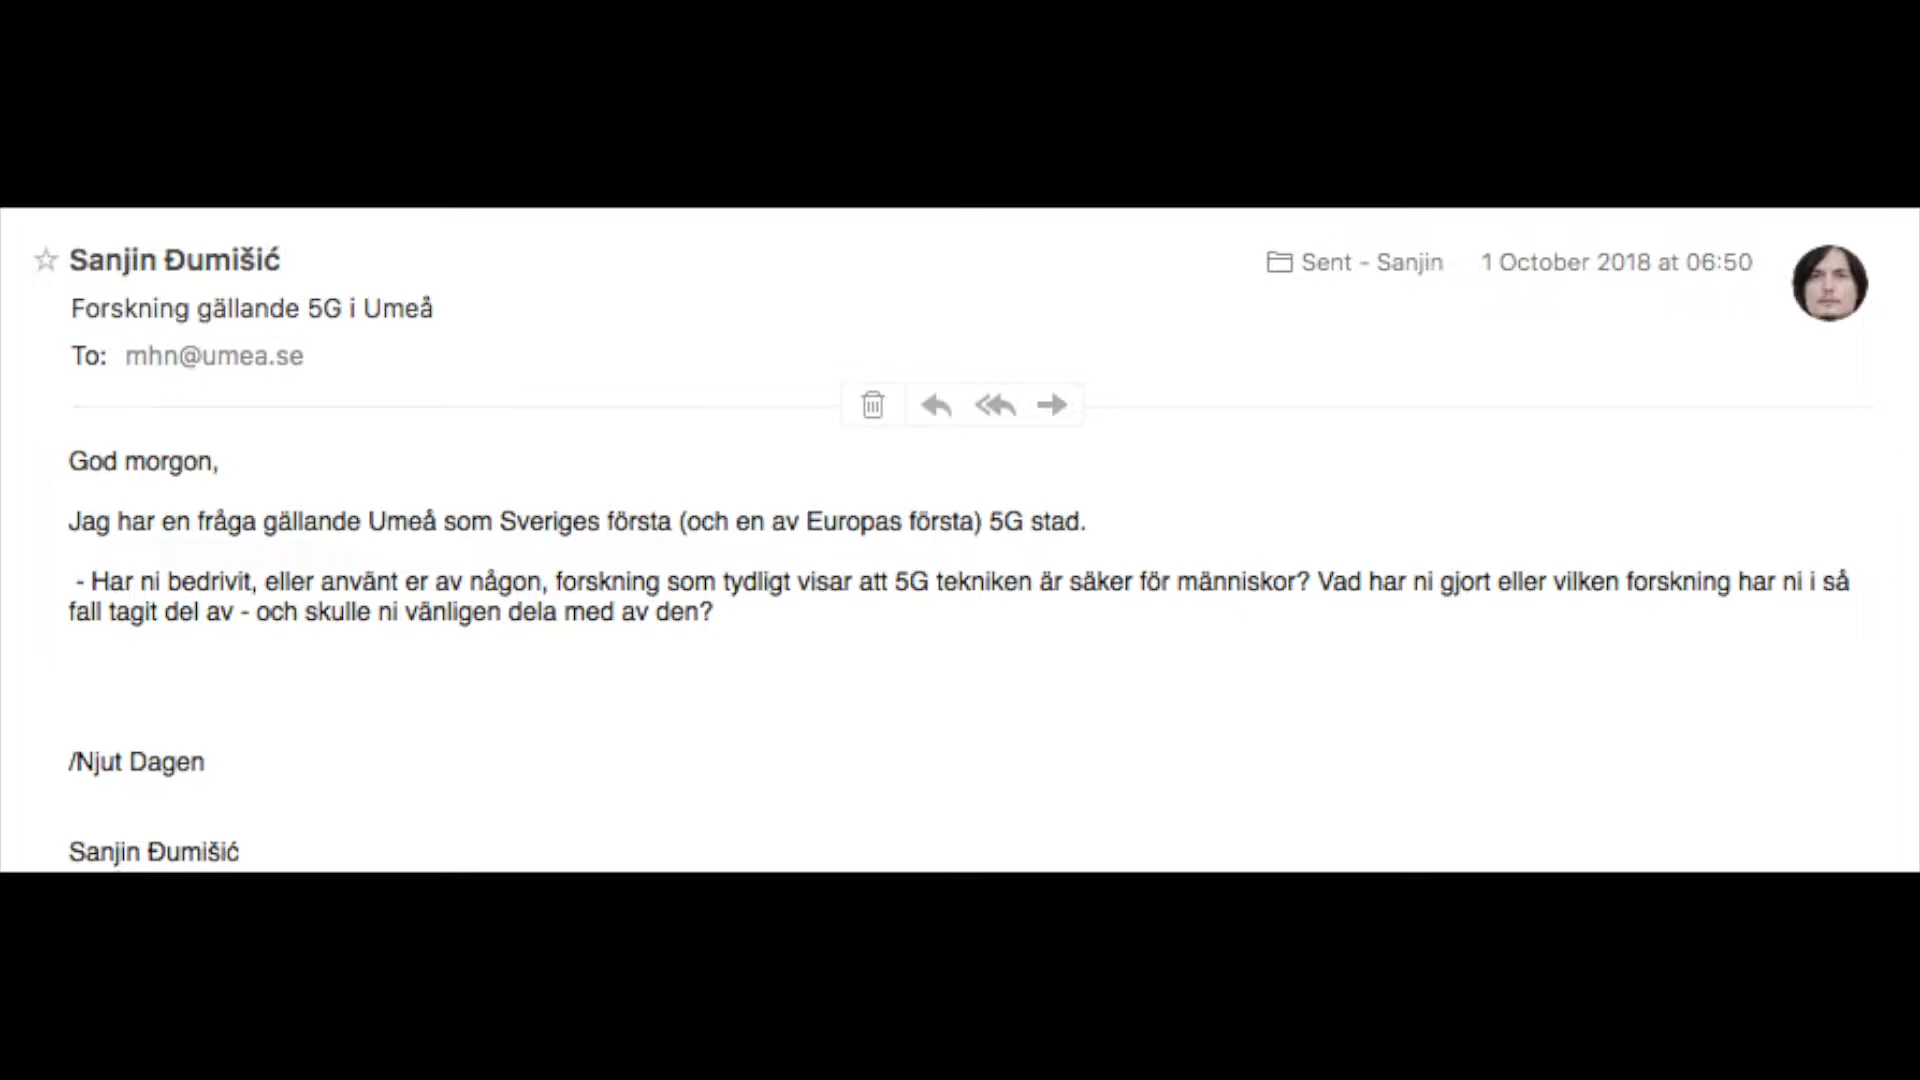 Sanjin Đumišić
Sent - Sanjin 1 October 2018 at 06:50
Forskning gällande 5G i Umeå
To: mhn@umea.se
God morgon,
Jag har en fråga gällande Umeå som Sveriges första (och en av Europas första) 5G stad.
- Har ni bedrivit, eller använt er av någon, forskning som tydligt visar att 5G tekniken är säker för människor? Vad har ni gjort eller vilken forskning har ni i så
fall tagit del av - och skulle ni vänligen dela med av den?
/Njut Dagen
Sanjin Đumišić